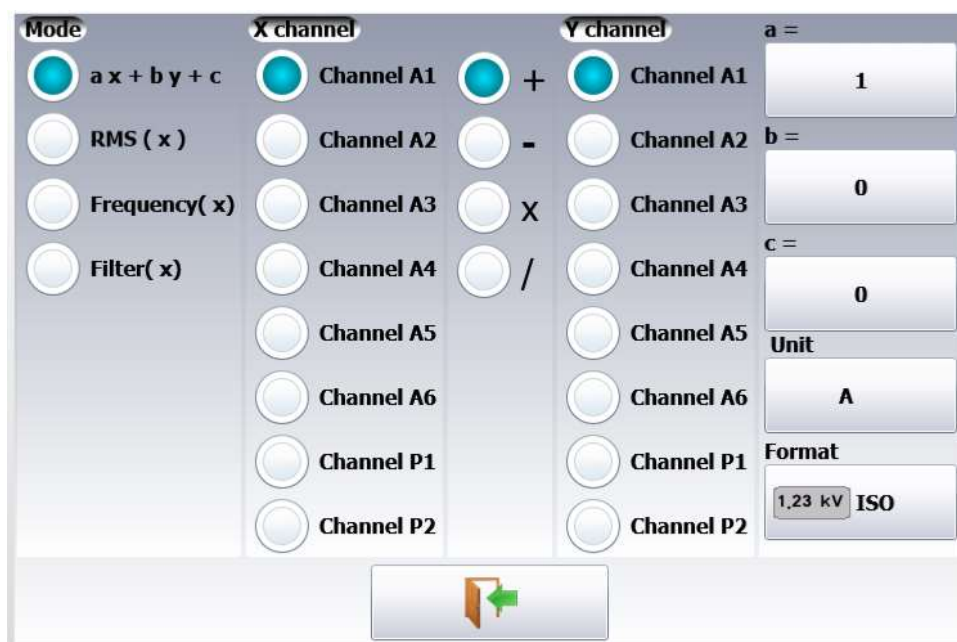 Mode
a x + b y + c
RMS ( x )
Frequency( x)
Filter( x)
X channel
Channel A1
Channel A2
Channel A3
Channel A4
Channel A5
Channel A6
Channel P1
Channel P2
+
-
x
/
Y channel
Channel A1
Channel A2
Channel A3
Channel A4
Channel A5
Channel A6
Channel P1
Channel P2
a =
1
b =
0
c =
0
Unit
A
Format
1,23 kV ISO